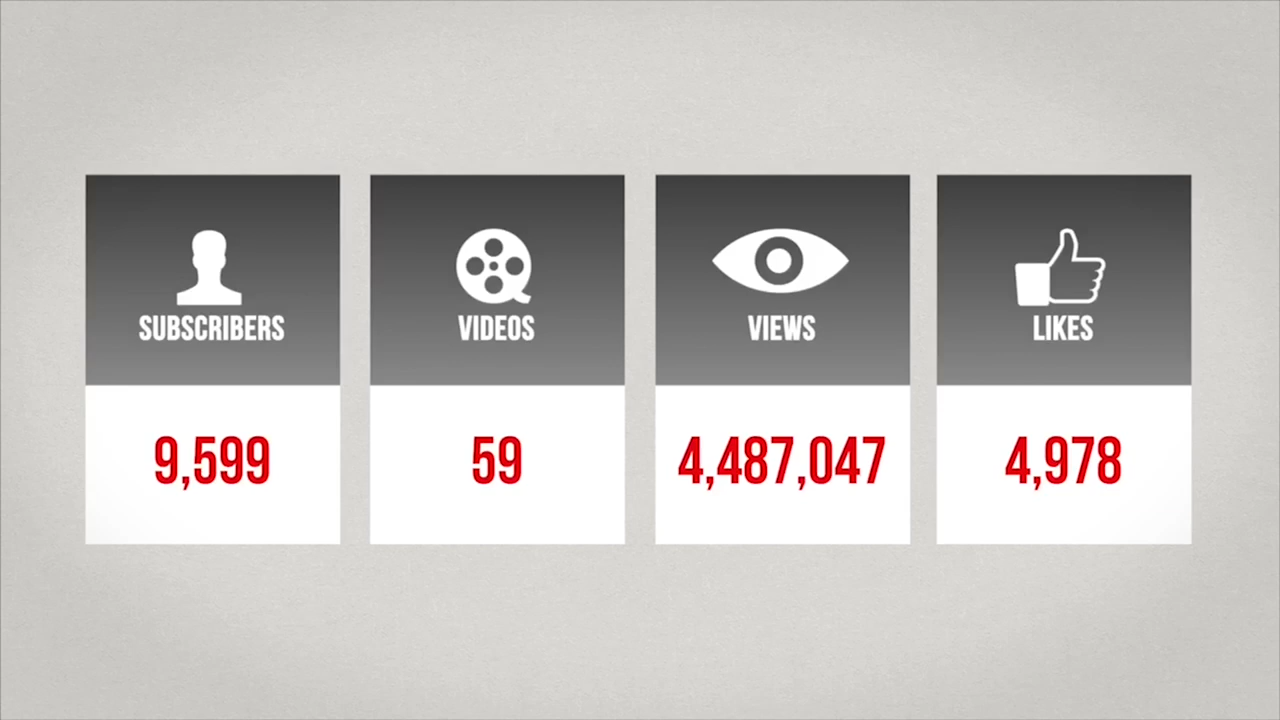 SUBSCRIBERS
9,599
VIDEOS
59
VIEWS
4,487,047
LIKES
4,978